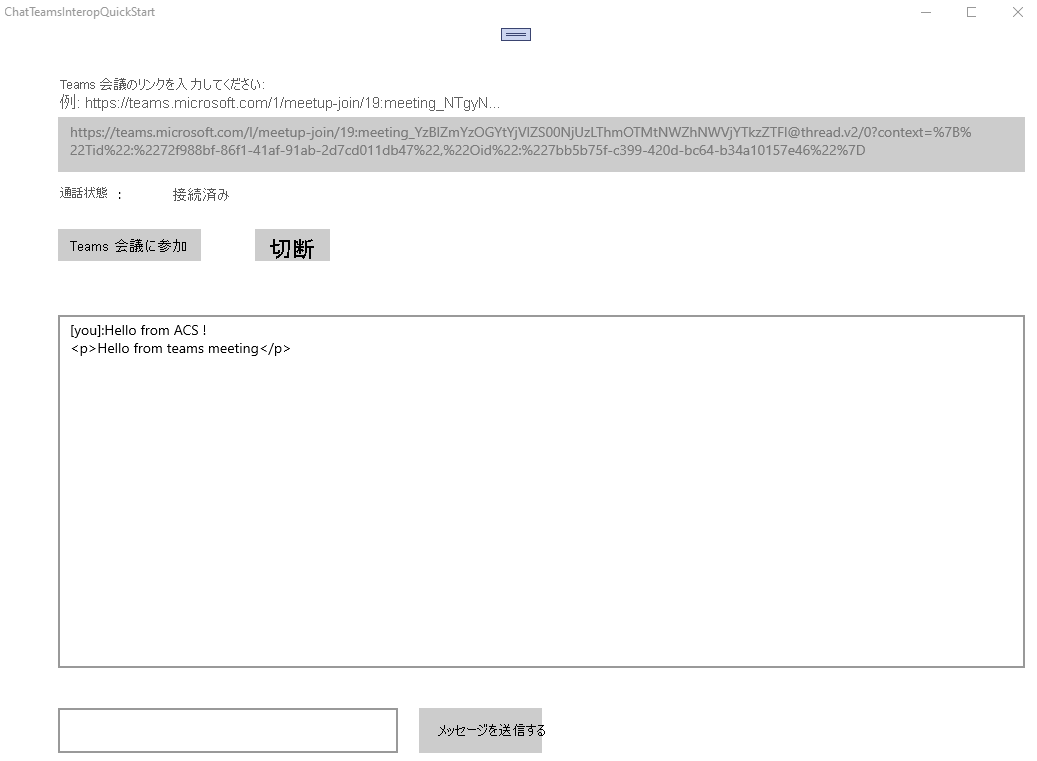 ChatTeamsInteropQuickStart
Teams 会議のリンクを入力してください:
例: https://teams.microsoft.com/1/meetup-join/19:meeting_NTgyN...
https://teams.microsoft.com/l/meetup-join/19:meeting_YzBlZmYzOGYtYjVlZS00NjUzLThmOTMtNWZhNWVjYTkzZTFl@thread.v2/0?context=%7B%
22Tid%22:%2272f988bf-86f1-41af-91ab-2d7cd011db47%22,%22Oid%22:%227bb5b75f-c399-420d-bc64-b34a10157e46%22%7D
通話状態 : 接続済み
Teams 会議に参加 切断
[you]:Hello from ACS !
<p>Hello from teams meeting</p>
メッセージを送信する